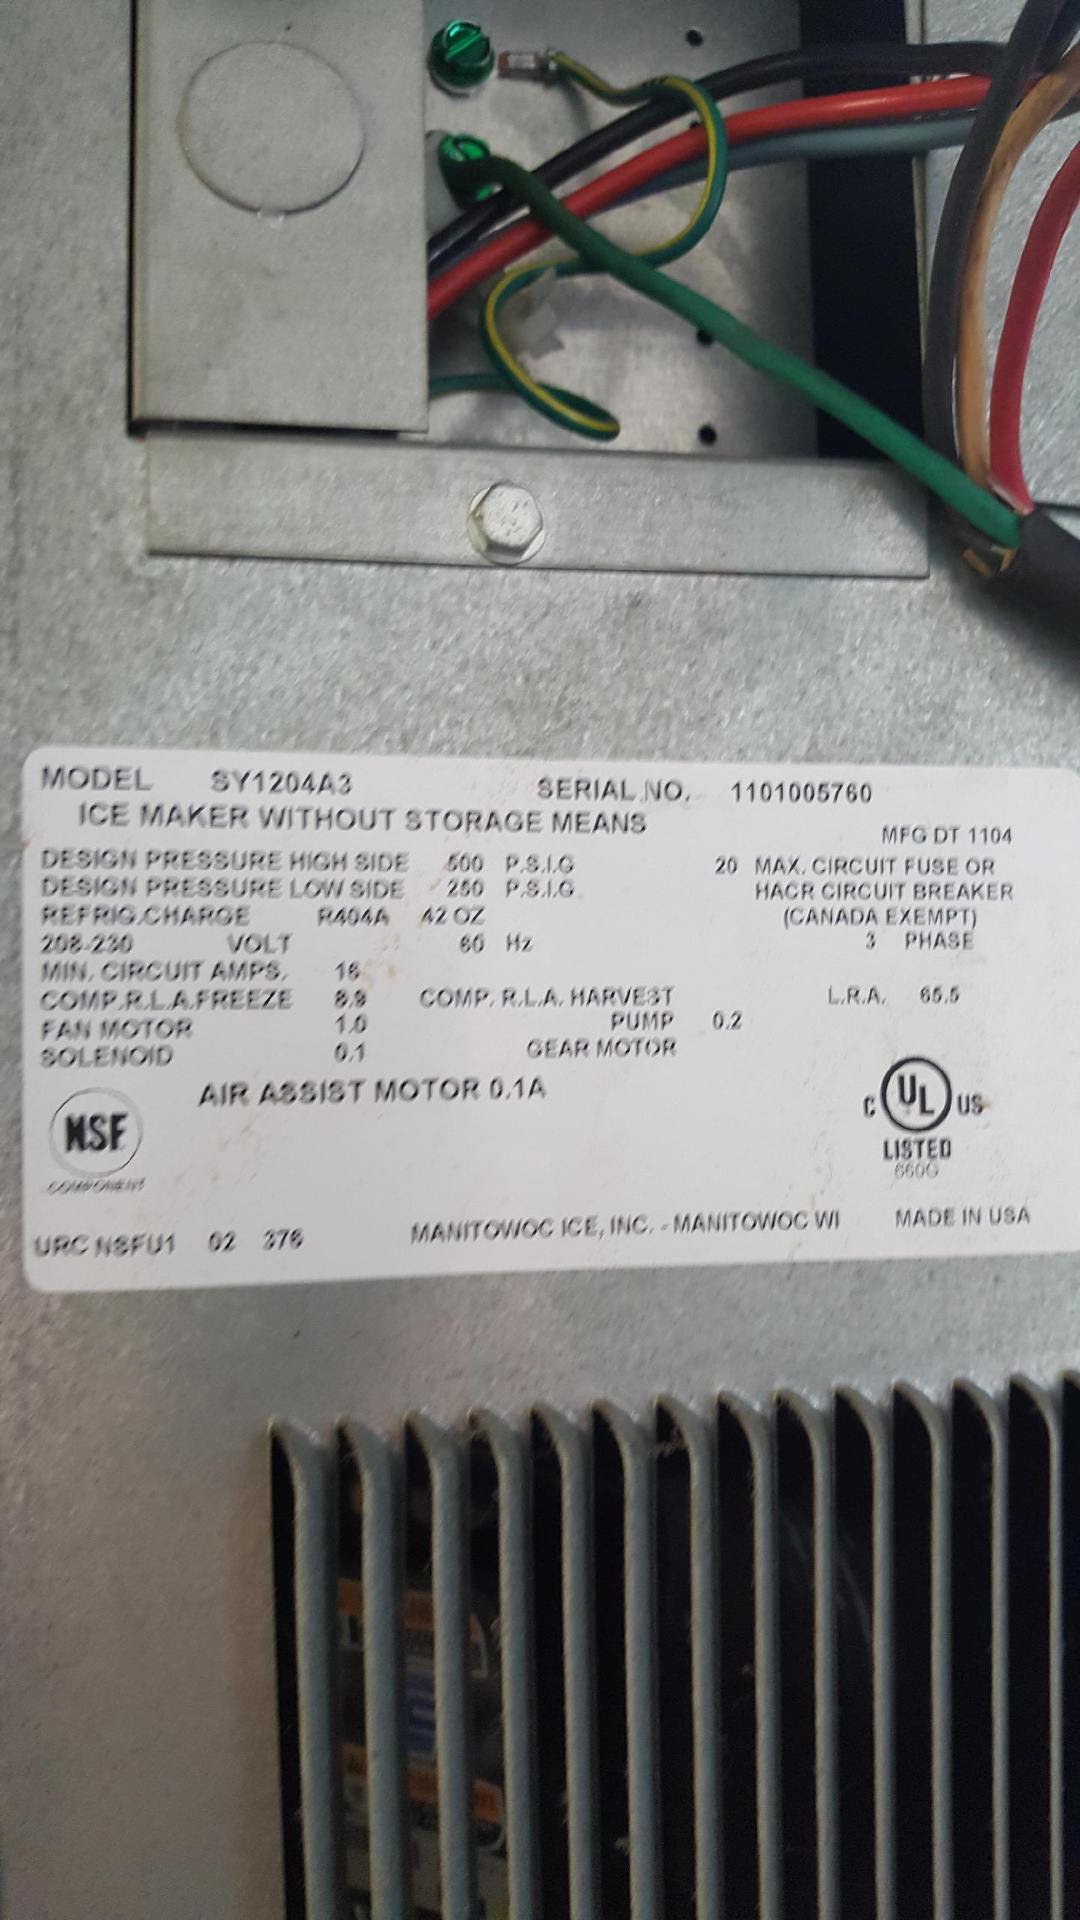 MODEL SY1204A3 SERIAL NO. 1101005760
ICE MAKER WITHOUT STORAGE MEANS
MFG DT 1104
DESIGN PRESSURE HIGH SIDE 500 P.S.I.G 20 MAX. CIRCUIT FUSE OR
DESIGN PRESSURE LOW SIDE 250 P.S.I.G. HACR CIRCUIT BREAKER
REFRIG.CHARGE R404A 42 OZ (CANADA EXEMPT)
208-230 VOLT 60 Hz 3 PHASE
MIN. CIRCUIT AMPS. 16
COMP.R.L.A.FREEZE 8.9 COMP. R.L.A. HARVEST L.R.A. 65.5
FAN MOTOR 1.0 PUMP 0.2
SOLENOID 0.1 GEAR MOTOR
AIR ASSIST MOTOR 0.1A
NSF
COMPONENT
C UL US
LISTED
660G
URC NSFU1 02 376 MANITOWOC ICE, INC. - MANITOWOC WI MADE IN USA